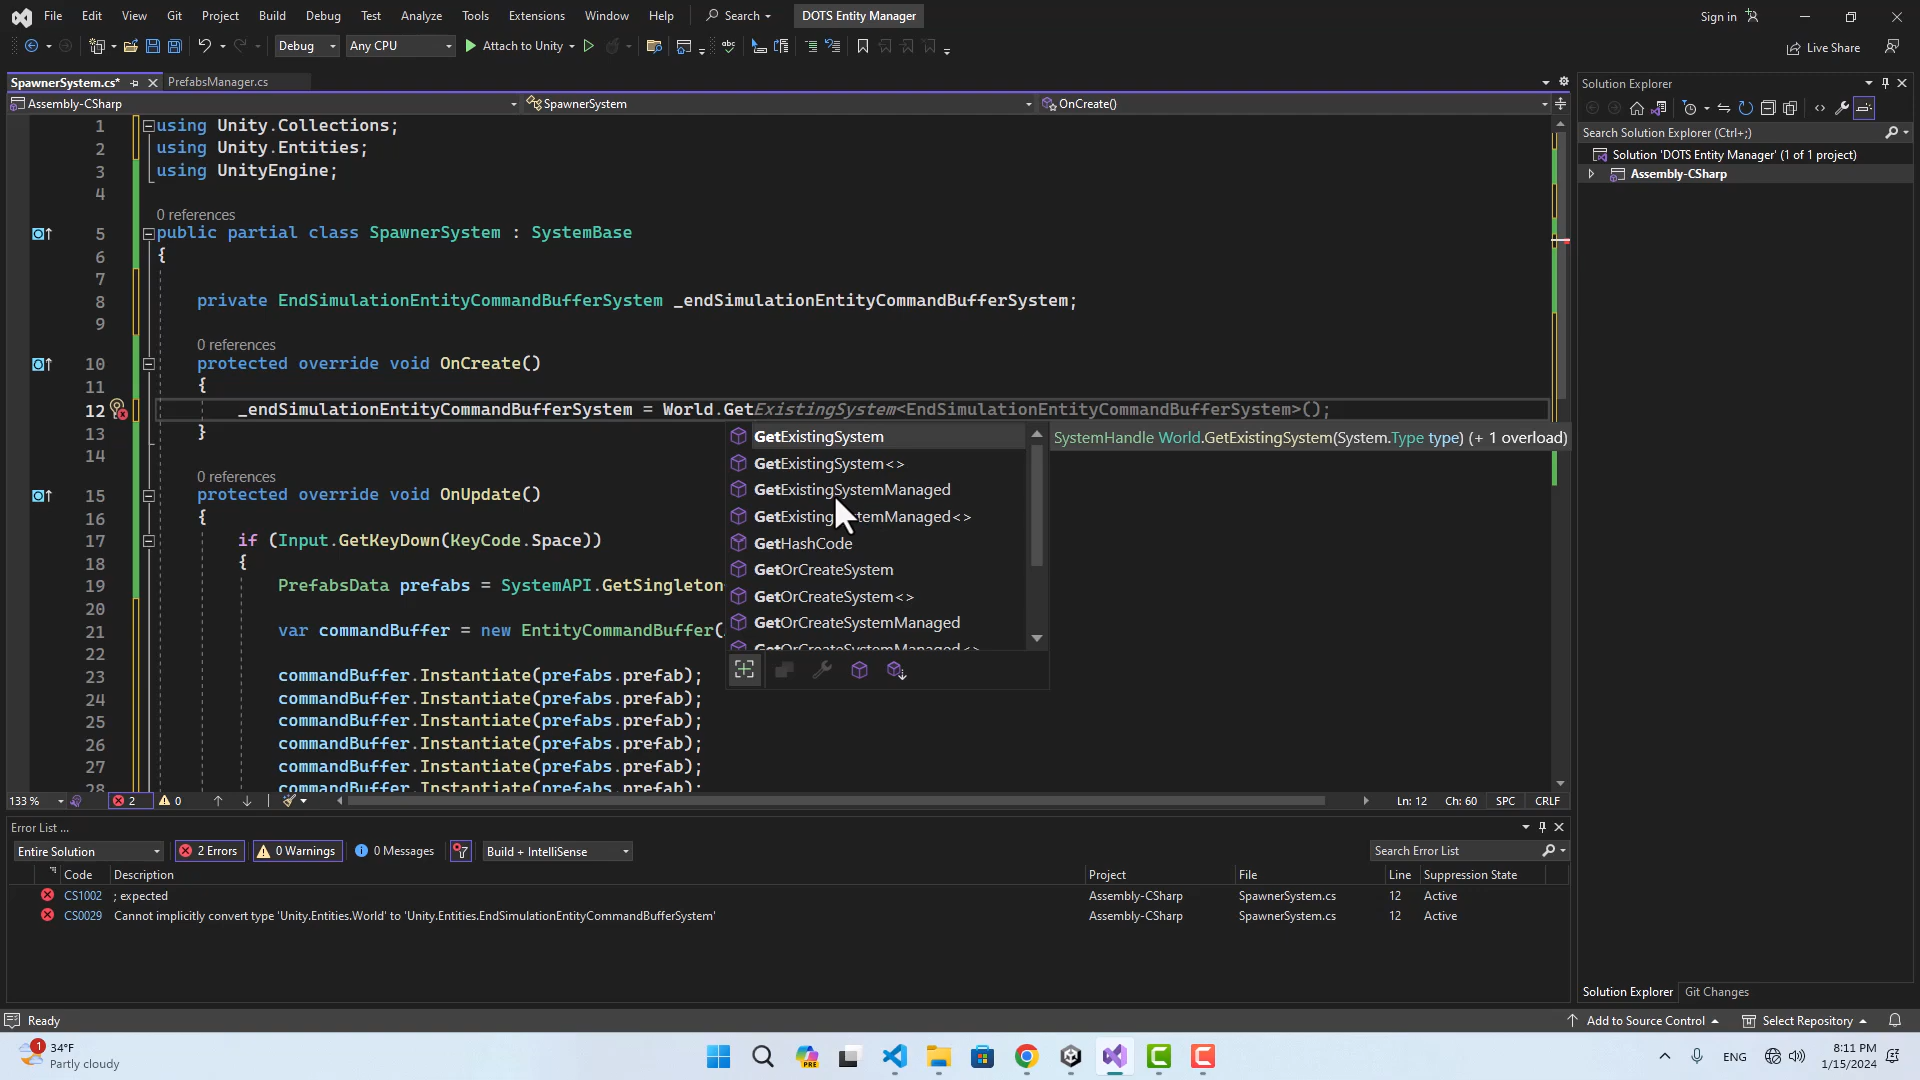 File Edit View Git Project Build Debug Test Analyze Tools Extensions Window Help Search DOTS Entity Manager Sign in
Debug Any CPU Attach to Unity Live Share
SpawnerSystem.cs* PrefabsManager.cs Solution Explorer
Assembly-CSharp SpawnerSystem OnCreate()
Search Solution Explorer (Ctrl+;)
Solution 'DOTS Entity Manager' (1 of 1 project)
Assembly-CSharp
1 using Unity.Collections;
2 using Unity.Entities;
3 using UnityEngine;
4
0 references
5 public partial class SpawnerSystem : SystemBase
6 {
7
8 private EndSimulationEntityCommandBufferSystem _endSimulationEntityCommandBufferSystem;
9
0 references
10 protected override void OnCreate()
11 {
12 _endSimulationEntityCommandBufferSystem = World.GetExistingSystem<EndSimulationEntityCommandBufferSystem>();
13 }
14
0 references
15 protected override void OnUpdate()
16 {
17 if (Input.GetKeyDown(KeyCode.Space))
18 {
19 PrefabsData prefabs = SystemAPI.GetSingleton
20
21 var commandBuffer = new EntityCommandBuffer(
22
23 commandBuffer.Instantiate(prefabs.prefab);
24 commandBuffer.Instantiate(prefabs.prefab);
25 commandBuffer.Instantiate(prefabs.prefab);
26 commandBuffer.Instantiate(prefabs.prefab);
27 commandBuffer.Instantiate(prefabs.prefab);
28 commandBuffer.Instantiate(prefabs.prefab);
GetExistingSystem
GetExistingSystem<>
GetExistingSystemManaged
GetExistingSystemManaged<>
GetHashCode
GetOrCreateSystem
GetOrCreateSystem<>
GetOrCreateSystemManaged
GetOrCreateSystemManaged<>
SystemHandle World.GetExistingSystem(System.Type type) (+ 1 overload)
133 % 2 0 Ln: 12 Ch: 60 SPC CRLF
Error List ...
Entire Solution 2 Errors 0 Warnings 0 Messages Build + IntelliSense Search Error List
Code Description Project File Line Suppression State
CS1002 ; expected Assembly-CSharp SpawnerSystem.cs 12 Active
CS0029 Cannot implicitly convert type 'Unity.Entities.World' to 'Unity.Entities.EndSimulationEntityCommandBufferSystem' Assembly-CSharp SpawnerSystem.cs 12 Active
Solution Explorer Git Changes
Ready Add to Source Control Select Repository
1 34°F
Partly cloudy
PRE
ENG
8:11 PM
1/15/2024